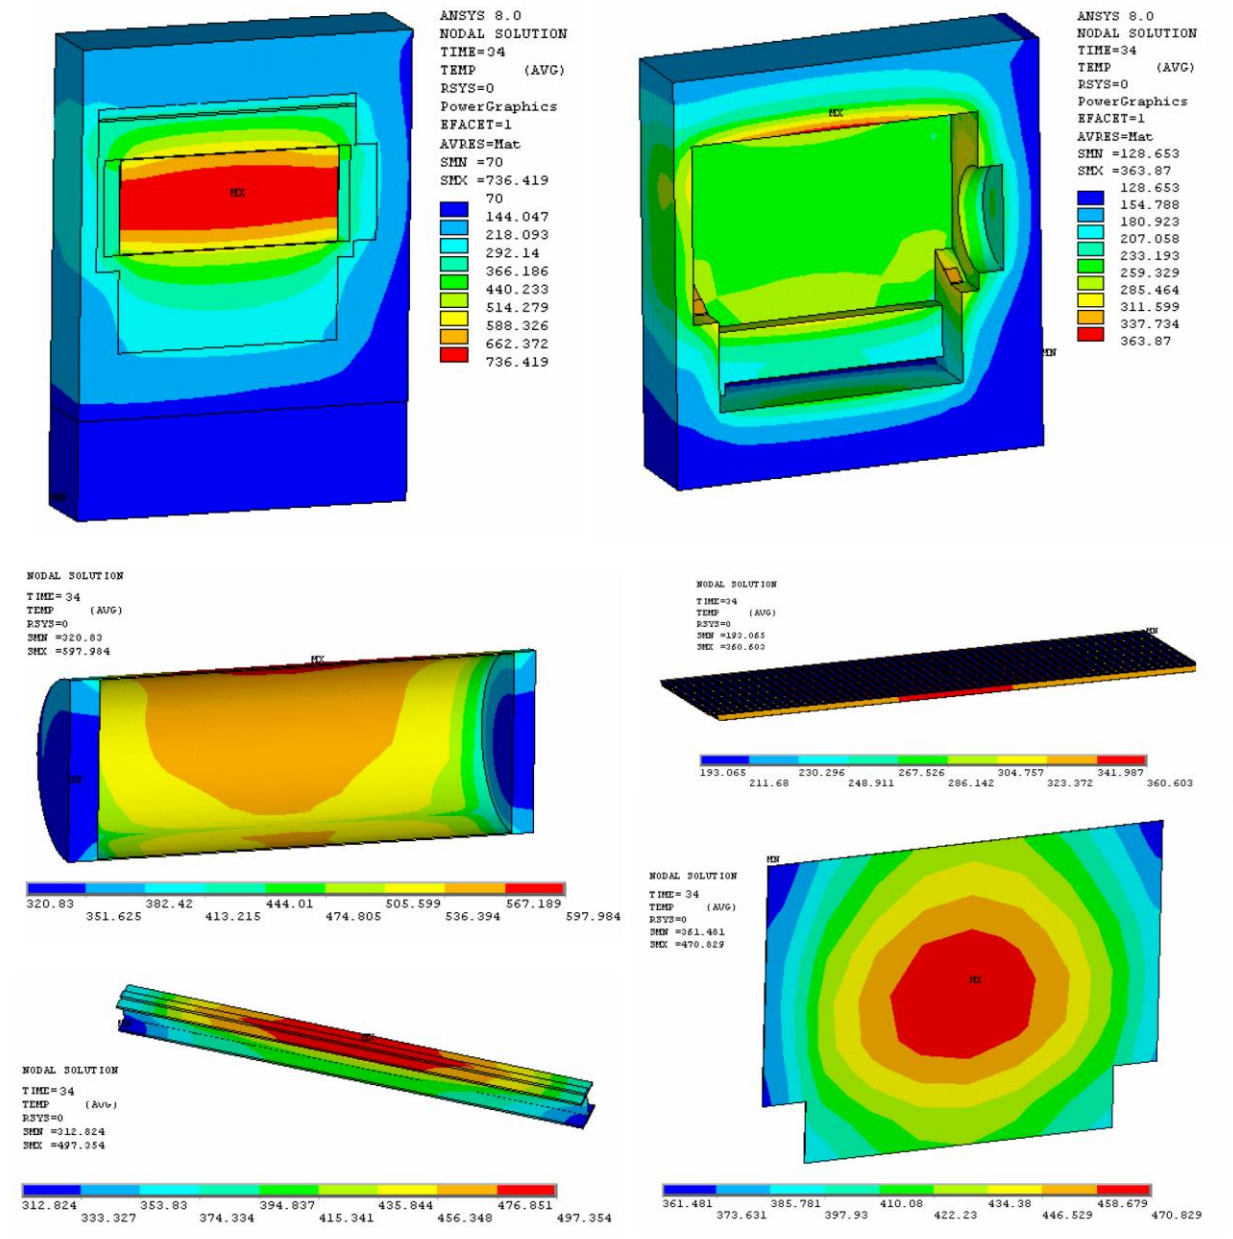 ANSYS 8.0
NODAL SOLUTION
TIME=34
TEMP (AVG)
RSYS=0
PowerGraphics
EFACET=1
AVRES=Mat
SMN =70
SMX =736.419
70
144.047
218.093
292.14
366.186
440.233
514.279
588.326
662.372
736.419
MX
MN
ANSYS 8.0
NODAL SOLUTION
TIME=34
TEMP (AVG)
RSYS=0
PowerGraphics
EFACET=1
AVRES=Mat
SMN =128.653
SMX =363.87
128.653
154.788
180.923
207.058
233.193
259.329
285.464
311.599
337.734
363.87
MX
MN
NODAL SOLUTION
TIME=34
TEMP (AVG)
RSYS=0
SMN =320.83
SMX =597.984
MX
MN
320.83 382.42 444.01 505.599 567.189
351.625 413.215 474.805 536.394 597.984
NODAL SOLUTION
TIME=34
TEMP (AVG)
RSYS=0
SMN =193.065
SMX =360.603
MN
193.065 230.296 267.526 304.757 341.987
211.68 248.911 286.142 323.372 360.603
NODAL SOLUTION
TIME=34
TEMP (AVG)
RSYS=0
SMN =361.481
SMX =470.829
MN
MX
361.481 385.781 410.08 434.38 458.679
373.631 397.93 422.23 446.529 470.829
MX
MN
NODAL SOLUTION
TIME=34
TEMP (AVG)
RSYS=0
SMN =312.824
SMX =497.354
312.824 353.83 394.837 435.844 476.851
333.327 374.334 415.341 456.348 497.354